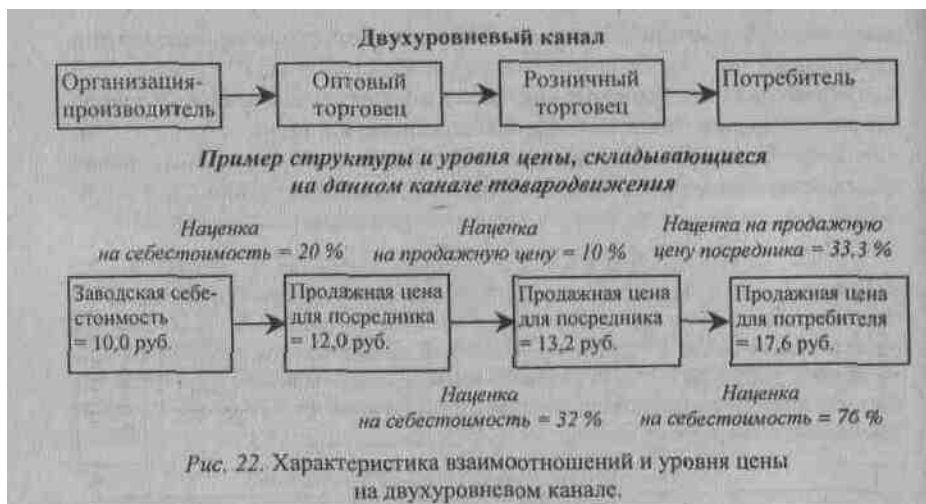 Двухуровневый канал
Организация-
производитель
Оптовый
торговец
Розничный
торговец
Потребитель
Пример структуры и уровня цены, складывающиеся
на данном канале товародвижения
Наценка
на себестоимость = 20 %
Наценка
на продажную цену = 10 %
Наценка на продажную
цену посредника = 33,3 %
Заводская себе-
стоимость
= 10,0 руб.
Продажная цена
для посредника
= 12,0 руб.
Продажная цена
для посредника
= 13,2 руб.
Продажная цена
для потребителя
= 17,6 руб.
Наценка
на себестоимость = 32 %
Наценка
на себестоимость = 76 %
Рис. 22. Характеристика взаимоотношений и уровня цены
на двухуровневом канале.